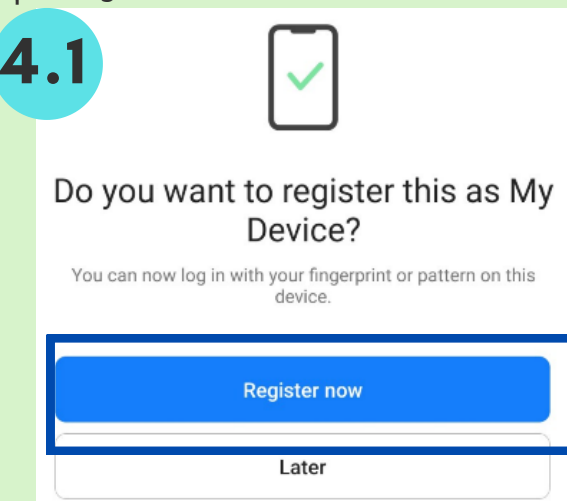 4.1
Do you want to register this as My
Device?
You can now log in with your fingerprint or pattern on this
device.
Register now
Later